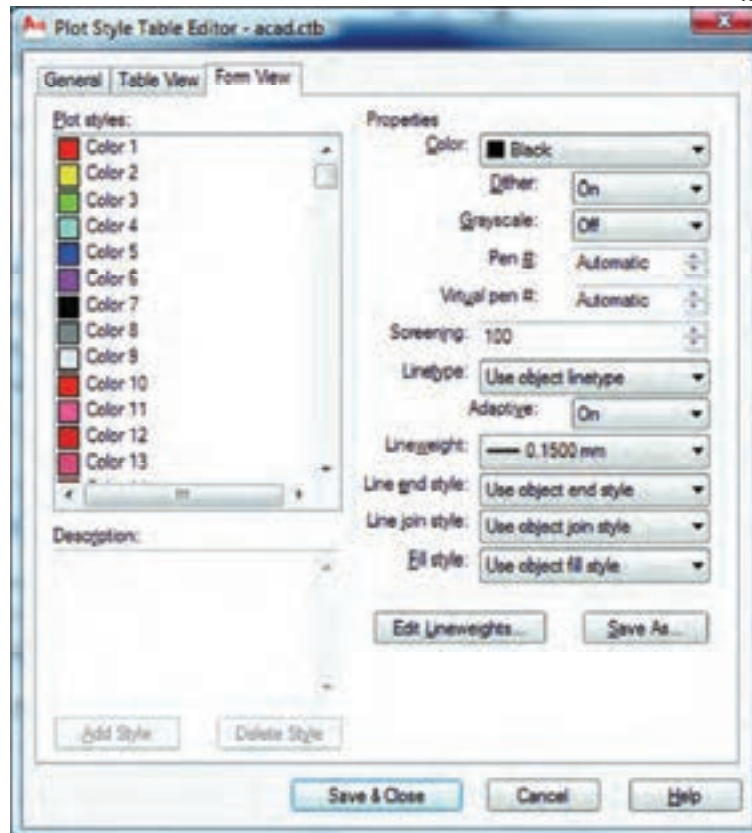 Plot Style Table Editor - acad.ctb
General Table View Form View
Plot styles:
Color 1
Color 2
Color 3
Color 4
Color 5
Color 6
Color 7
Color 8
Color 9
Color 10
Color 11
Color 12
Color 13
Description:
Add Style Delete Style
Properties
Color: Black
Dither: On
Grayscale: Off
Pen #: Automatic
Virtual pen #: Automatic
Screening: 100
Linetype: Use object linetype
Adaptive: On
Lineweight: 0.1500 mm
Line end style: Use object end style
Line join style: Use object join style
Fill style: Use object fill style
Edit Lineweights... Save As...
Save & Close Cancel Help